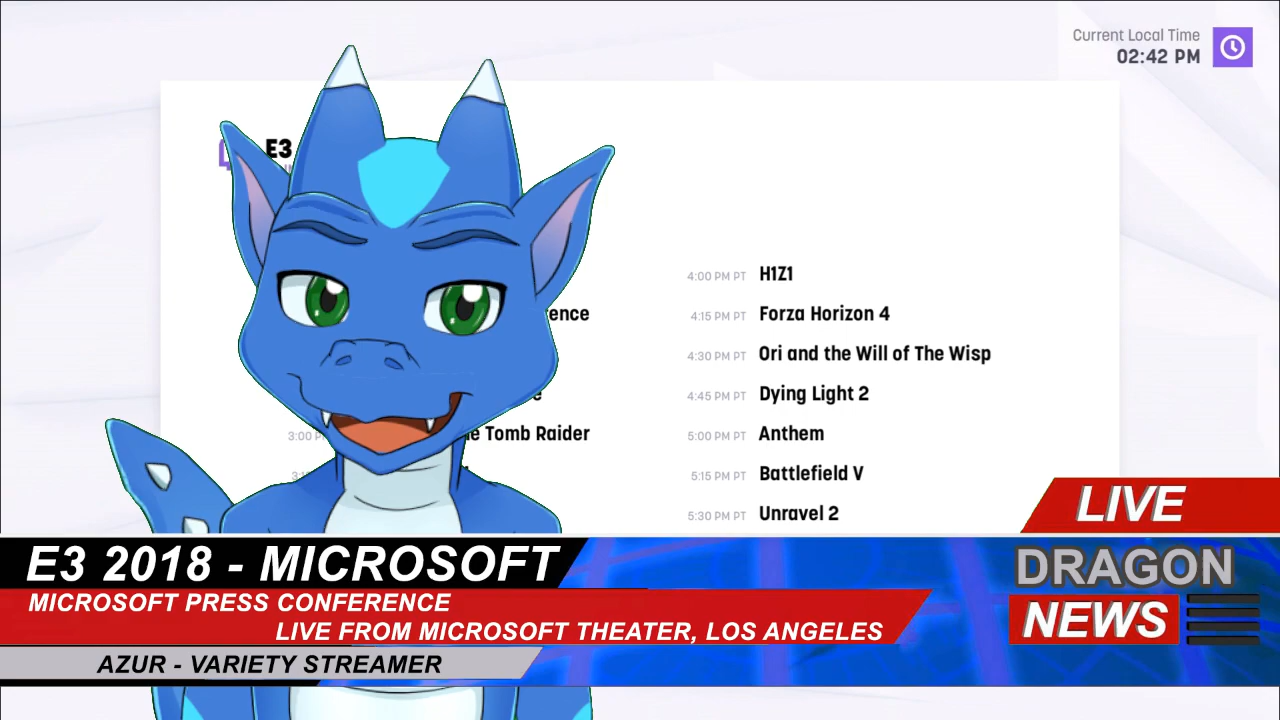 Current Local Time
02:42 PM
E3
4:00 PM PT H1Z1
ence 4:15 PM PT Forza Horizon 4
4:30 PM PT Ori and the Will of The Wisp
4:45 PM PT Dying Light 2
3:00 P e Tomb Raider 5:00 PM PT Anthem
5:15 PM PT Battlefield V
5:30 PM PT Unravel 2
LIVE
E3 2018 - MICROSOFT
MICROSOFT PRESS CONFERENCE
LIVE FROM MICROSOFT THEATER, LOS ANGELES
AZUR - VARIETY STREAMER
DRAGON
NEWS